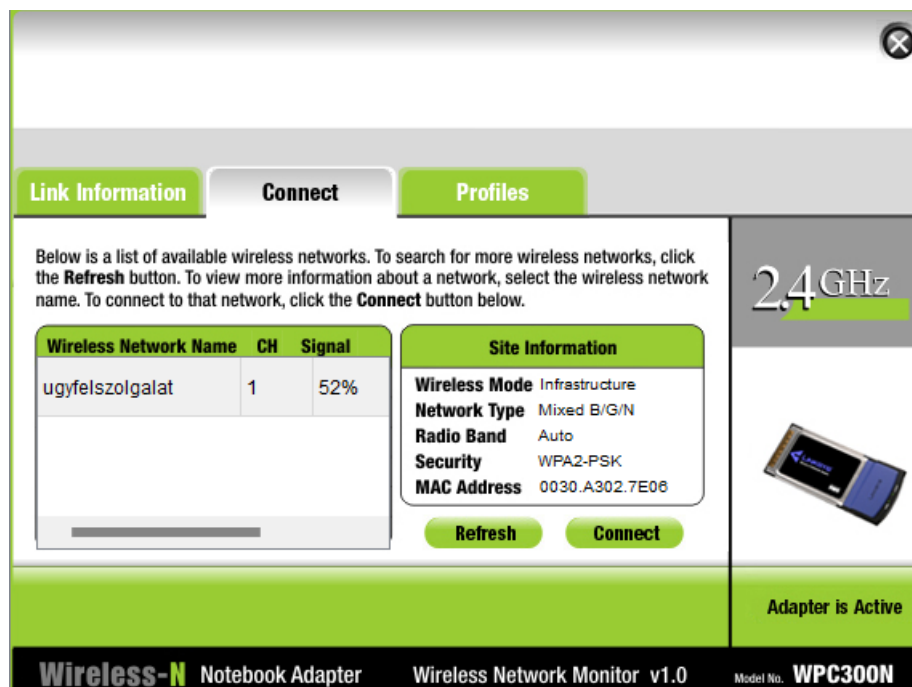 Link Information
Connect
Profiles
Below is a list of available wireless networks. To search for more wireless networks, click
the Refresh button. To view more information about a network, select the wireless network
name. To connect to that network, click the Connect button below.
2.4GHz
Wireless Network Name CH Signal
ugyfelszolgalat 1 52%
Site Information
Wireless Mode Infrastructure
Network Type Mixed B/G/N
Radio Band Auto
Security WPA2-PSK
MAC Address 0030.A302.7E06
Refresh
Connect
LINKSYS
Adapter is Active
Wireless-N Notebook Adapter Wireless Network Monitor v1.0 Model No. WPC300N